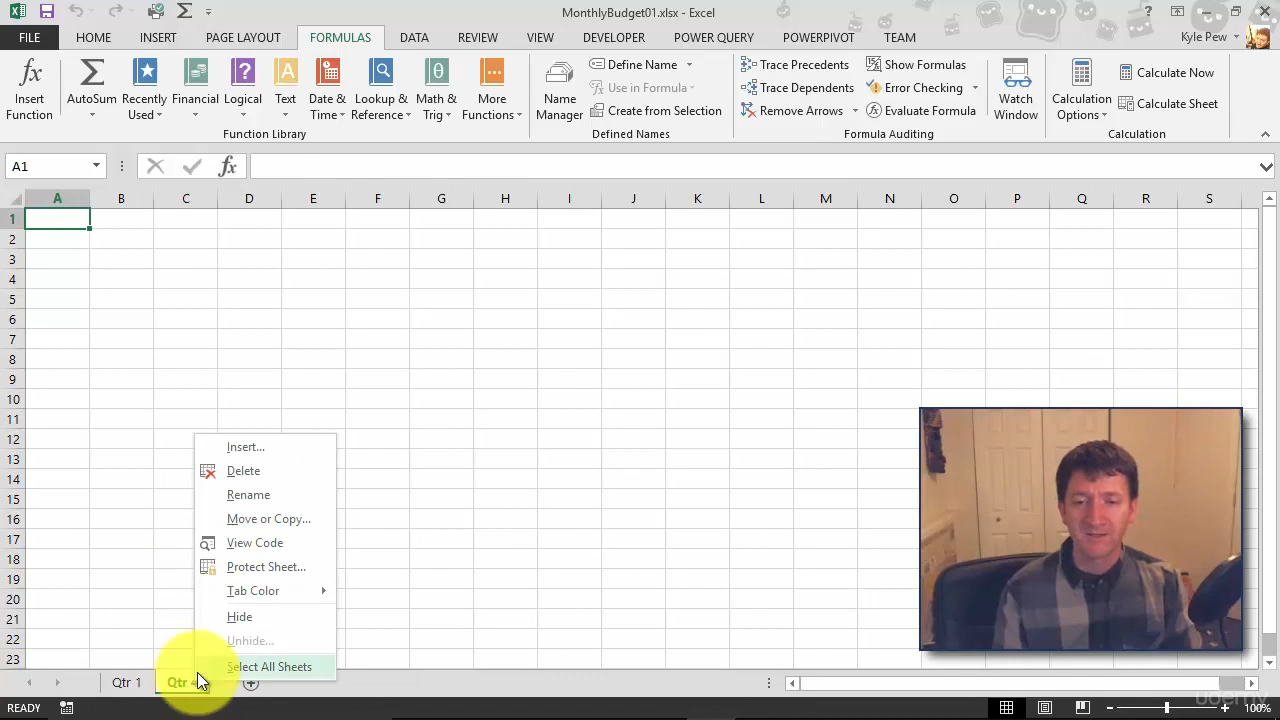 MonthlyBudget01.xlsx - Excel
FILE HOME INSERT PAGE LAYOUT FORMULAS DATA REVIEW VIEW DEVELOPER POWER QUERY POWERPIVOT TEAM Kyle Pew
Insert Function
AutoSum
Recently Used
Financial
Logical
Text
Date & Time
Lookup & Reference
Math & Trig
More Functions
Function Library
Name Manager
Define Name
Use in Formula
Create from Selection
Defined Names
Trace Precedents
Trace Dependents
Remove Arrows
Show Formulas
Error Checking
Evaluate Formula
Formula Auditing
Watch Window
Calculation Options
Calculate Now
Calculate Sheet
Calculation
A1
fx
A B C D E F G H I J K L M N O P Q R S
1
2
3
4
5
6
7
8
9
10
11
12
13
14
15
16
17
18
19
20
21
22
23
Insert...
Delete
Rename
Move or Copy...
View Code
Protect Sheet...
Tab Color
Hide
Unhide...
Select All Sheets
Qtr 1 Qtr
READY
100%
udemy